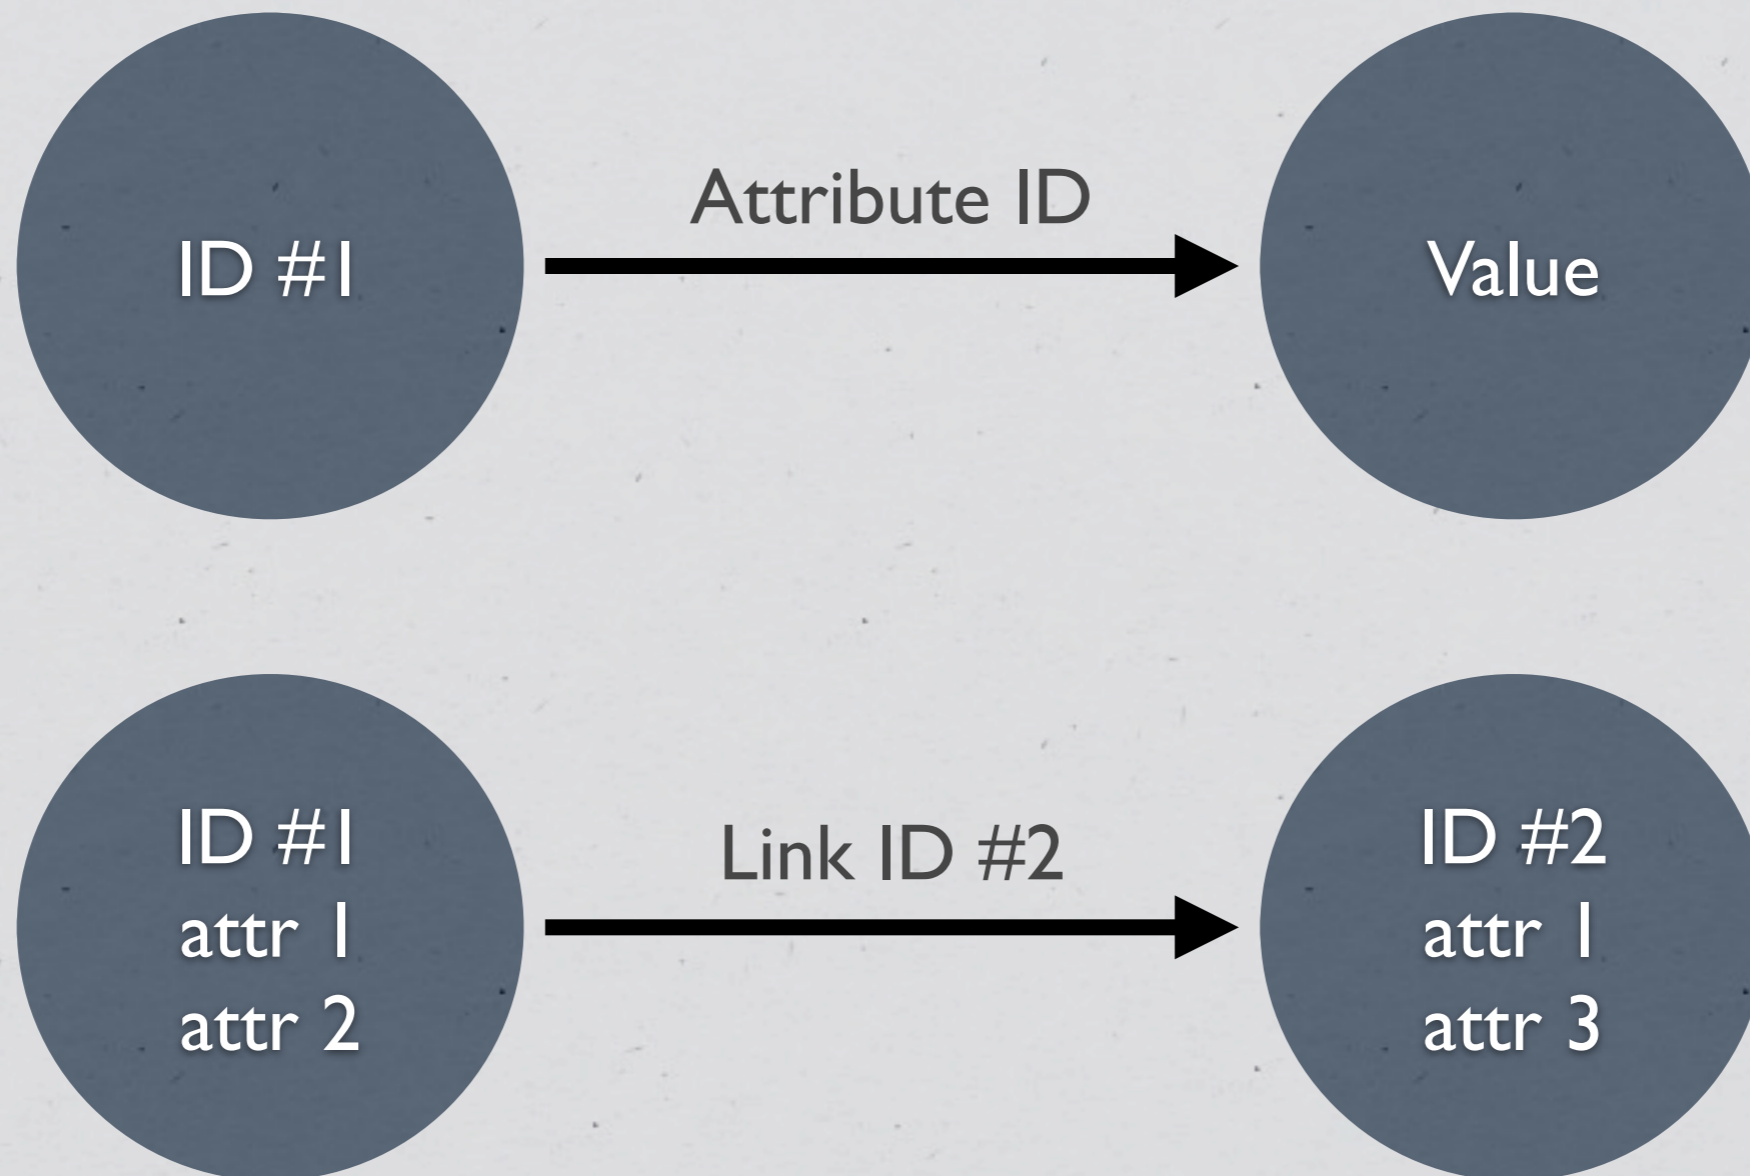 ID #1
Attribute ID
Value
ID #1
attr 1
attr 2
Link ID #2
ID #2
attr 1
attr 3